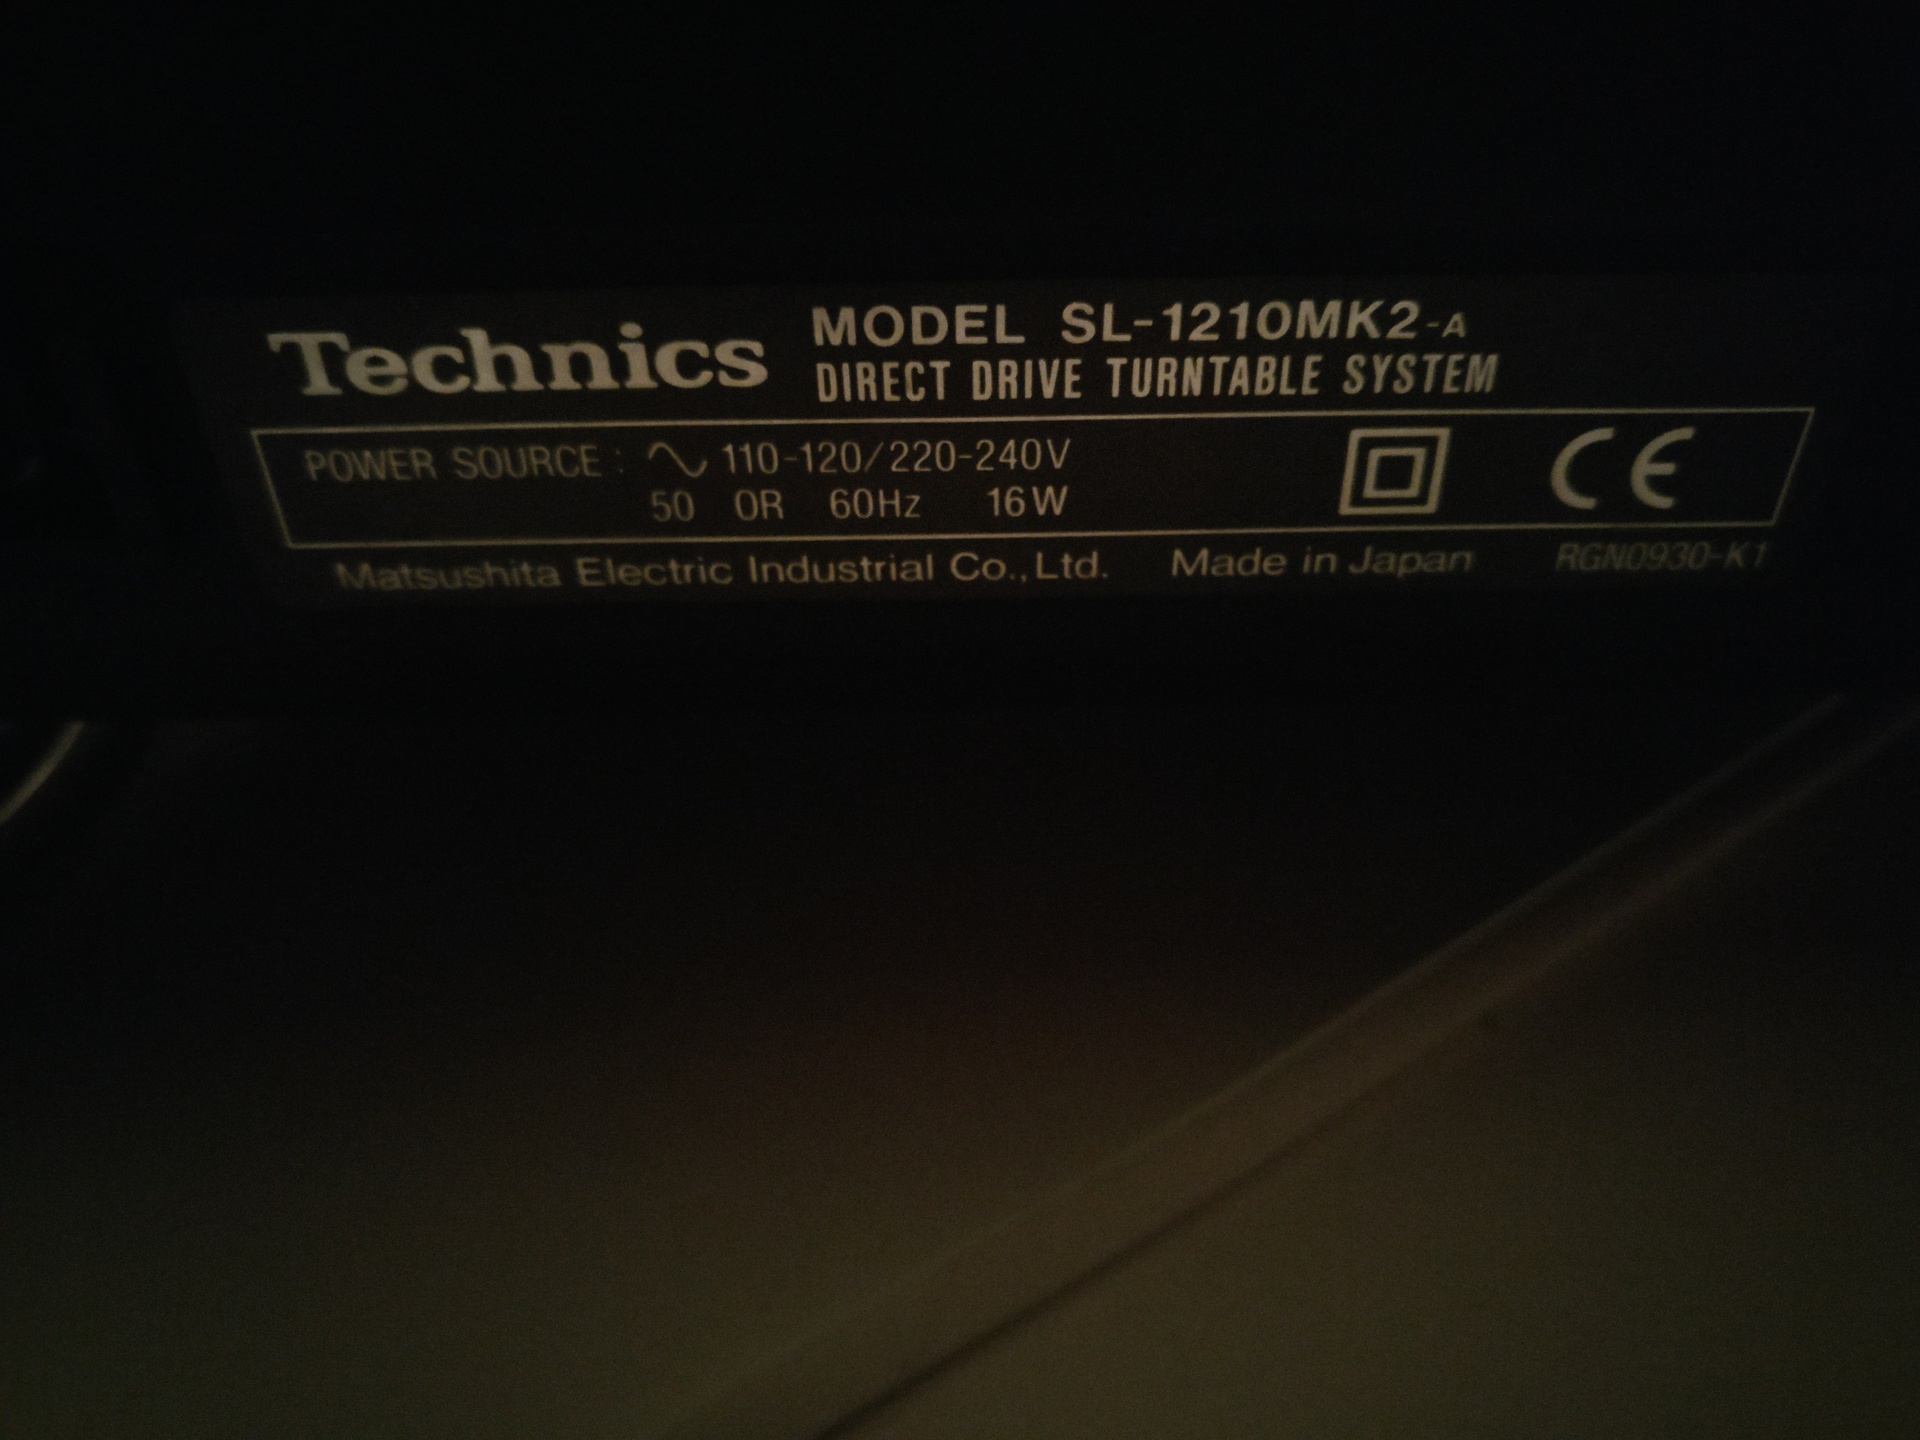 Technics MODEL SL-1210MK2-A
DIRECT DRIVE TURNTABLE SYSTEM
POWER SOURCE : ∿ 110-120/220-240V
50 OR 60Hz 16W
CE
Matsushita Electric Industrial Co., Ltd. Made in Japan RGN0930-K1